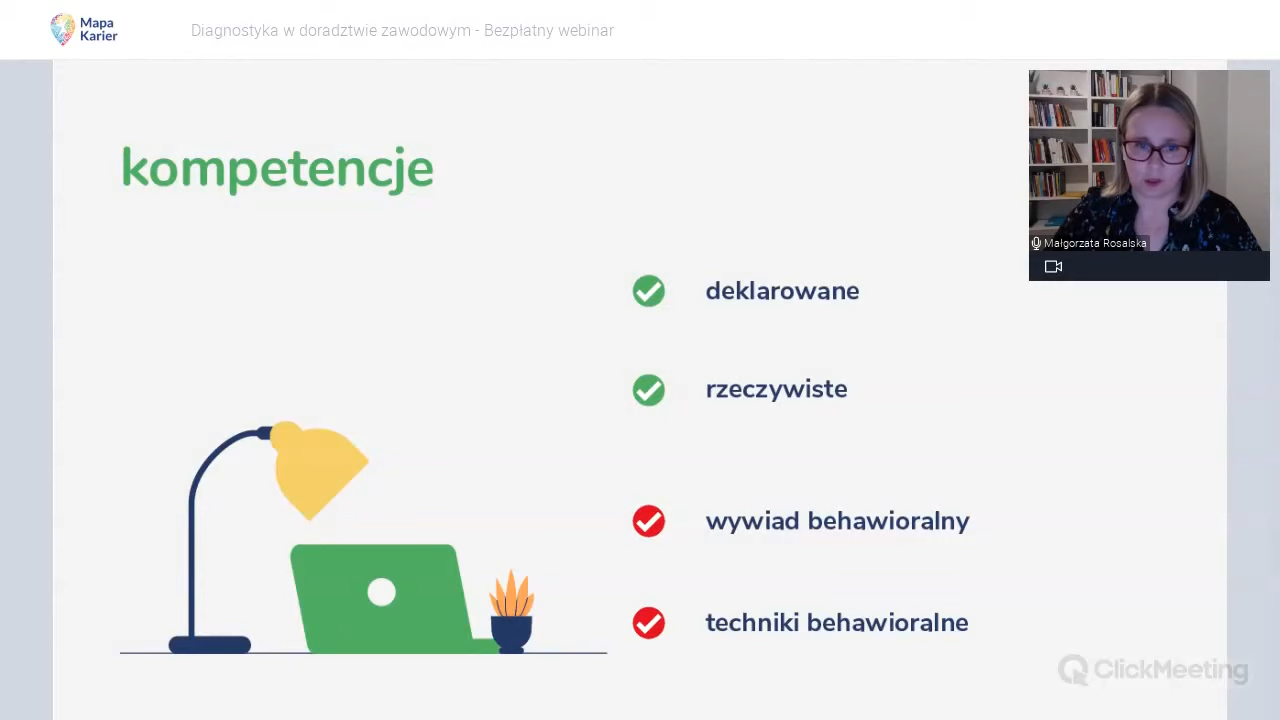 Mapa
Karier
Diagnostyka w doradztwie zawodowym - Bezpłatny webinar
kompetencje
Małgorzata Rosalska
deklarowane
rzeczywiste
wywiad behawioralny
techniki behawioralne
ClickMeeting